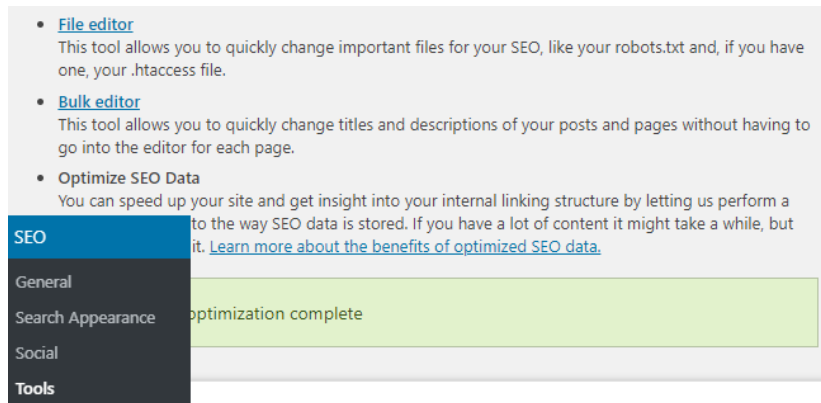 File editor
This tool allows you to quickly change important files for your SEO, like your robots.txt and, if you have
one, your .htaccess file.
Bulk editor
This tool allows you to quickly change titles and descriptions of your posts and pages without having to
go into the editor for each page.
Optimize SEO Data
You can speed up your site and get insight into your internal linking structure by letting us perform a
to the way SEO data is stored. If you have a lot of content it might take a while, but
it. Learn more about the benefits of optimized SEO data.
optimization complete
SEO
General
Search Appearance
Social
Tools